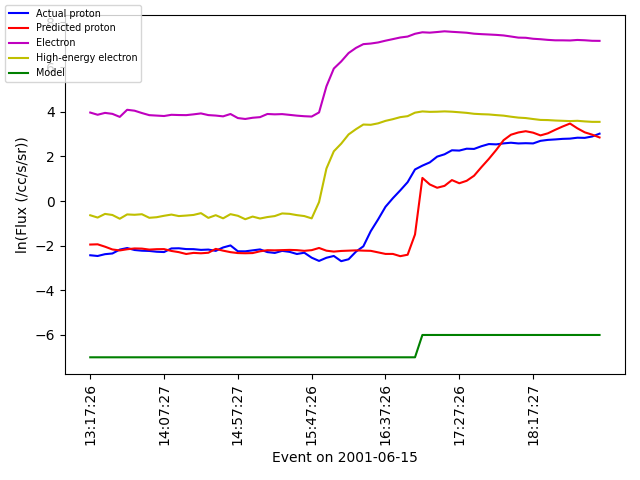 Actual proton
Predicted proton
Electron
High-energy electron
Model
4
2
0
−2
−4
−6
ln(Flux (/cc/s/sr))
13:17:26
14:07:27
14:57:27
15:47:26
16:37:26
17:27:26
18:17:27
Event on 2001-06-15